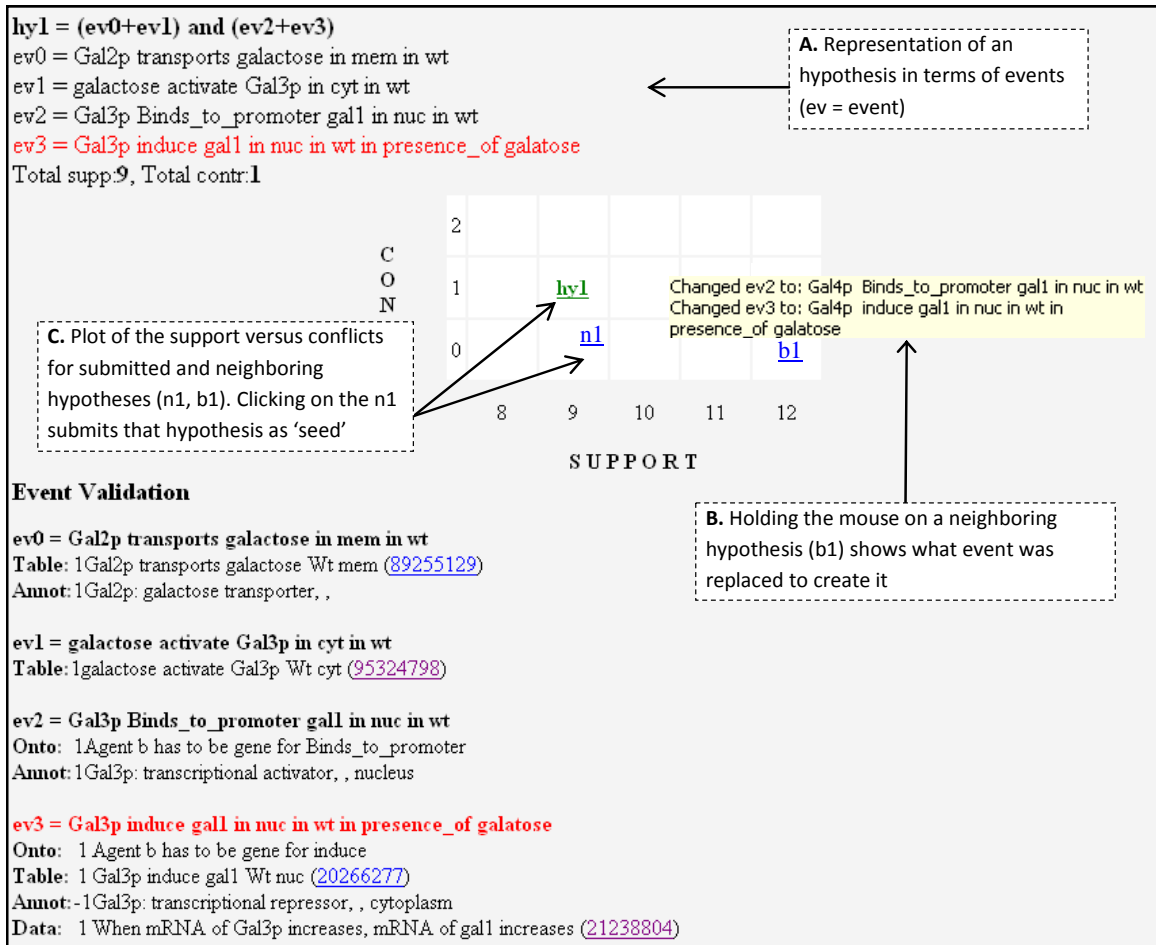 hy1 = (ev0+ev1) and (ev2+ev3)
ev0 = Gal2p transports galactose in mem in wt
ev1 = galactose activate Gal3p in cyt in wt
ev2 = Gal3p Binds_to_promoter gal1 in nuc in wt
ev3 = Gal3p induce gal1 in nuc in wt in presence_of galatose
Total supp:9, Total contr:1
A. Representation of an
hypothesis in terms of events
(ev = event)
2
C
O
N
1
hy1
Changed ev2 to: Gal4p Binds_to_promoter gal1 in nuc in wt
Changed ev3 to: Gal4p induce gal1 in nuc in wt in
presence_of galatose
C. Plot of the support versus conflicts
for submitted and neighboring
hypotheses (n1, b1). Clicking on the n1
submits that hypothesis as ‘seed’
0
n1
b1
8 9 10 11 12
SUPPORT
B. Holding the mouse on a neighboring
hypothesis (b1) shows what event was
replaced to create it
Event Validation
ev0 = Gal2p transports galactose in mem in wt
Table: 1Gal2p transports galactose Wt mem (89255129)
Annot: 1Gal2p: galactose transporter, ,
ev1 = galactose activate Gal3p in cyt in wt
Table: 1galactose activate Gal3p Wt cyt (95324798)
ev2 = Gal3p Binds_to_promoter gal1 in nuc in wt
Onto: 1Agent b has to be gene for Binds_to_promoter
Annot: 1Gal3p: transcriptional activator, , nucleus
ev3 = Gal3p induce gal1 in nuc in wt in presence_of galatose
Onto: 1 Agent b has to be gene for induce
Table: 1 Gal3p induce gal1 Wt nuc (20266277)
Annot: -1Gal3p: transcriptional repressor, , cytoplasm
Data: 1 When mRNA of Gal3p increases, mRNA of gal1 increases (21238804)